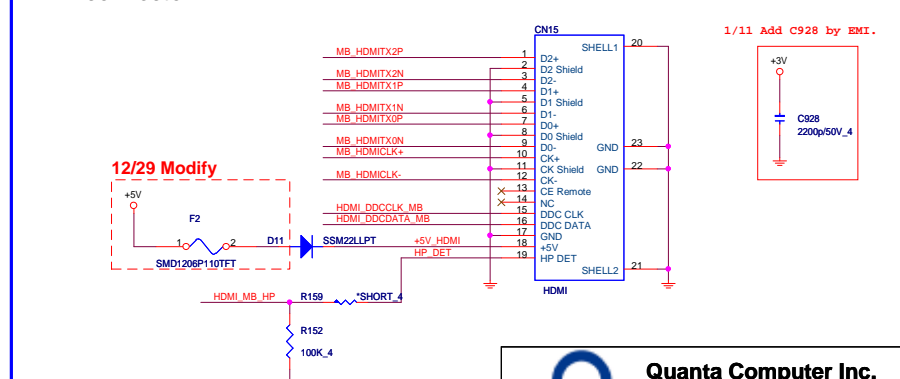 CN15
1/11 Add C928 by EMI.
MB_HDMITX2P 1 D2+ SHELL1 20
2 D2 Shield
MB_HDMITX2N 3 D2-
MB_HDMITX1P 4 D1+
5 D1 Shield
MB_HDMITX1N 6 D1-
MB_HDMITX0P 7 D0+
8 D0 Shield
MB_HDMITX0N 9 D0- GND 23
MB_HDMICLK+ 10 CK+
11 CK Shield GND 22
MB_HDMICLK- 12 CK-
13 CE Remote
14 NC
HDMI_DDCCLK_MB 15 DDC CLK
HDMI_DDCDATA_MB 16 DDC DATA
17 GND
+5V_HDMI 18 +5V
HP_DET 19 HP DET
SHELL2 21
HDMI
+3V
C928
2200p/50V_4
12/29 Modify
+5V
F2
1 2
SMD1206P110TFT
D11 SSM22LLPT
HDMI_MB_HP R159 *SHORT_4
R152
100K_4
Quanta Computer Inc.